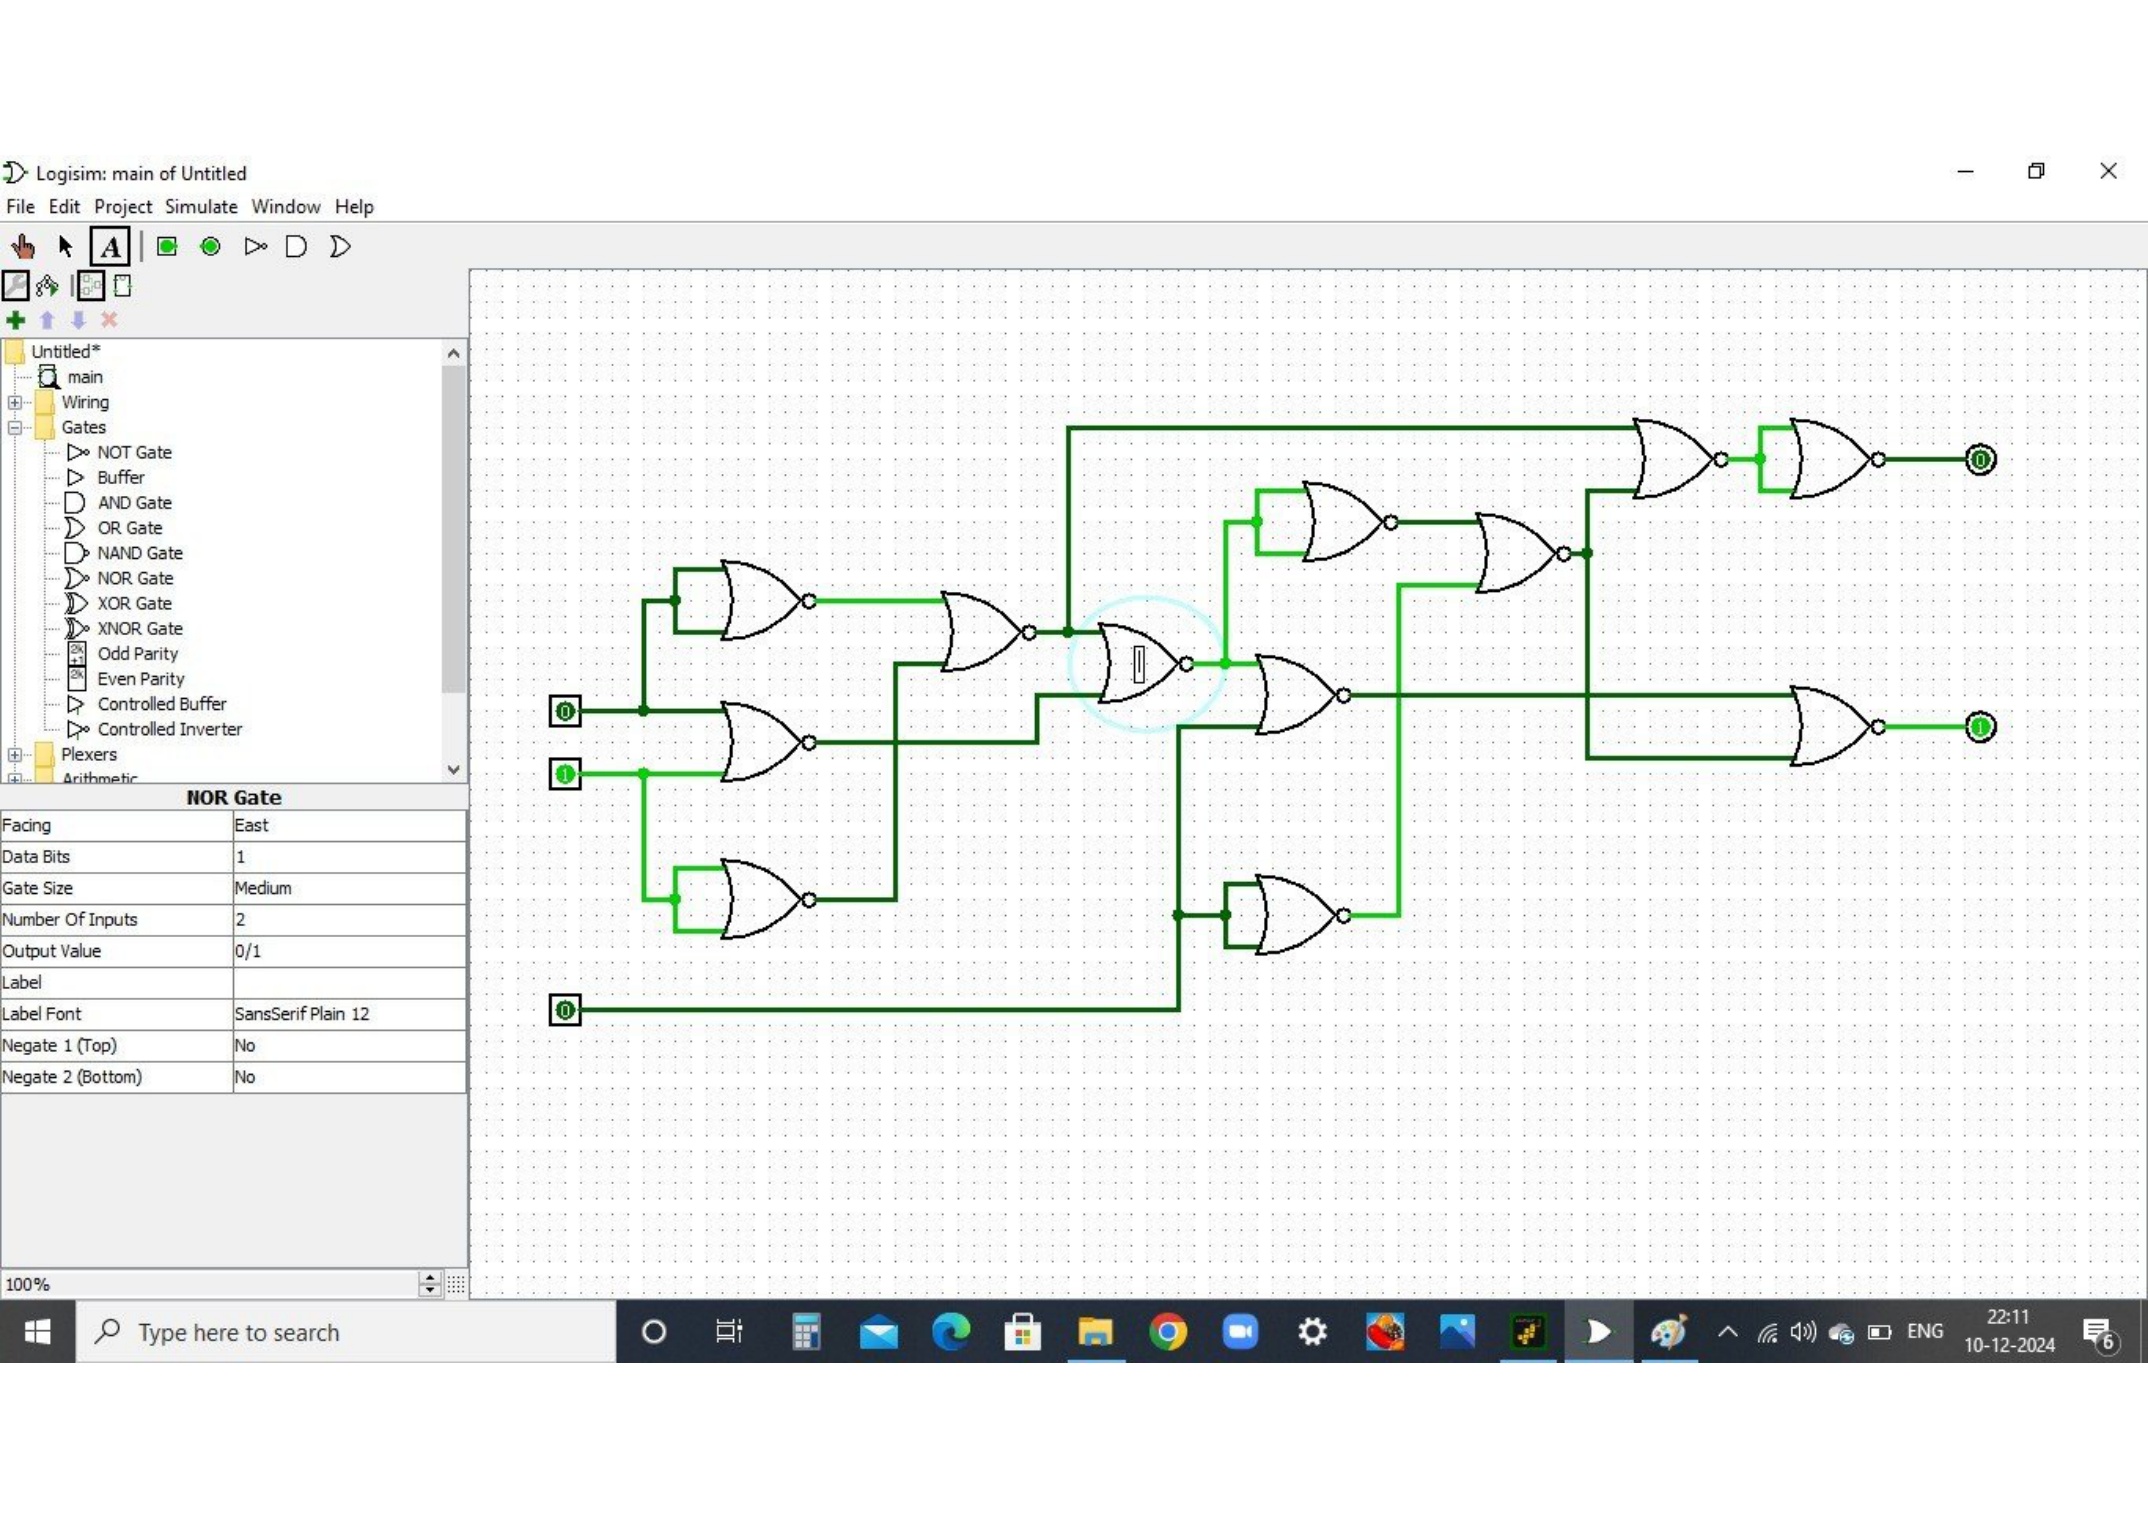 Logisim: main of Untitled
File Edit Project Simulate Window Help
A
Untitled*
main
Wiring
Gates
NOT Gate
Buffer
AND Gate
OR Gate
NAND Gate
NOR Gate
XOR Gate
XNOR Gate
2k+1 Odd Parity
2k Even Parity
Controlled Buffer
Controlled Inverter
Plexers
Arithmetic
NOR Gate
Facing East
Data Bits 1
Gate Size Medium
Number Of Inputs 2
Output Value 0/1
Label
Label Font SansSerif Plain 12
Negate 1 (Top) No
Negate 2 (Bottom) No
100%
0
1
0
0
1
Type here to search
ENG
22:11
10-12-2024
6